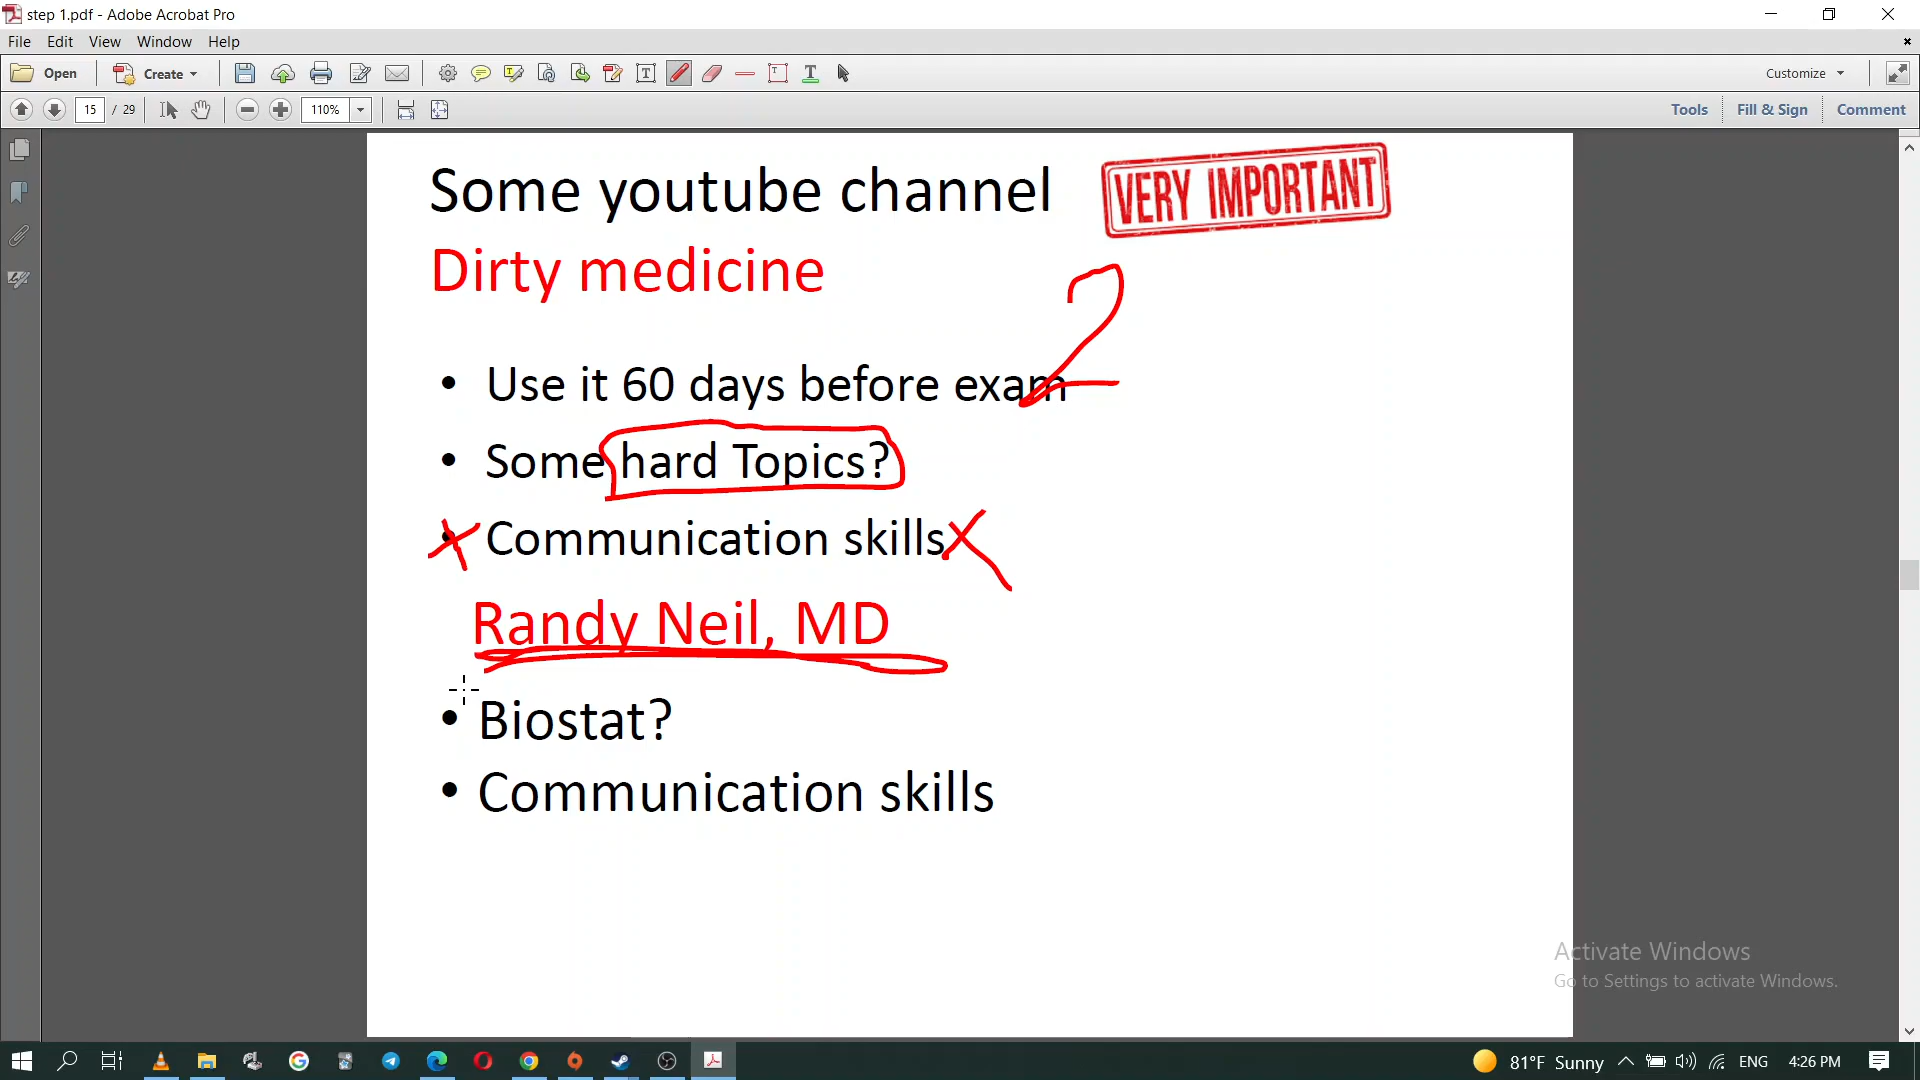 step 1.pdf - Adobe Acrobat Pro
File Edit View Window Help
Open Create Customize
15 / 29 110% Tools Fill & Sign Comment
Some youtube channel
VERY IMPORTANT
Dirty medicine
2
• Use it 60 days before exam
• Some hard Topics?
• Communication skills
Randy Neil, MD
• Biostat?
• Communication skills
Activate Windows
Go to Settings to activate Windows.
81°F Sunny ENG 4:26 PM